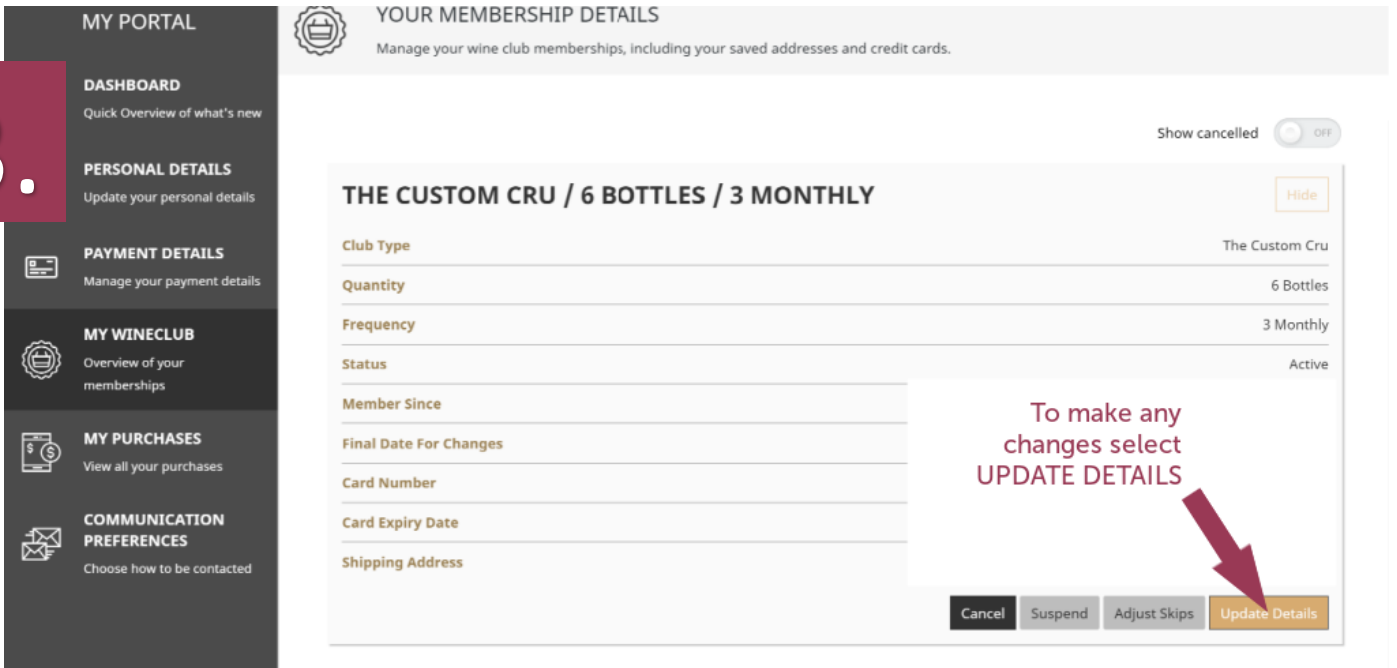 MY PORTAL
DASHBOARD
Quick Overview of what's new
PERSONAL DETAILS
Update your personal details
PAYMENT DETAILS
Manage your payment details
MY WINECLUB
Overview of your
memberships
MY PURCHASES
View all your purchases
COMMUNICATION
PREFERENCES
Choose how to be contacted
YOUR MEMBERSHIP DETAILS
Manage your wine club memberships, including your saved addresses and credit cards.
Show cancelled OFF
THE CUSTOM CRU / 6 BOTTLES / 3 MONTHLY Hide
Club Type The Custom Cru
Quantity 6 Bottles
Frequency 3 Monthly
Status Active
Member Since
Final Date For Changes
Card Number
Card Expiry Date
Shipping Address
To make any
changes select
UPDATE DETAILS
Cancel Suspend Adjust Skips Update Details